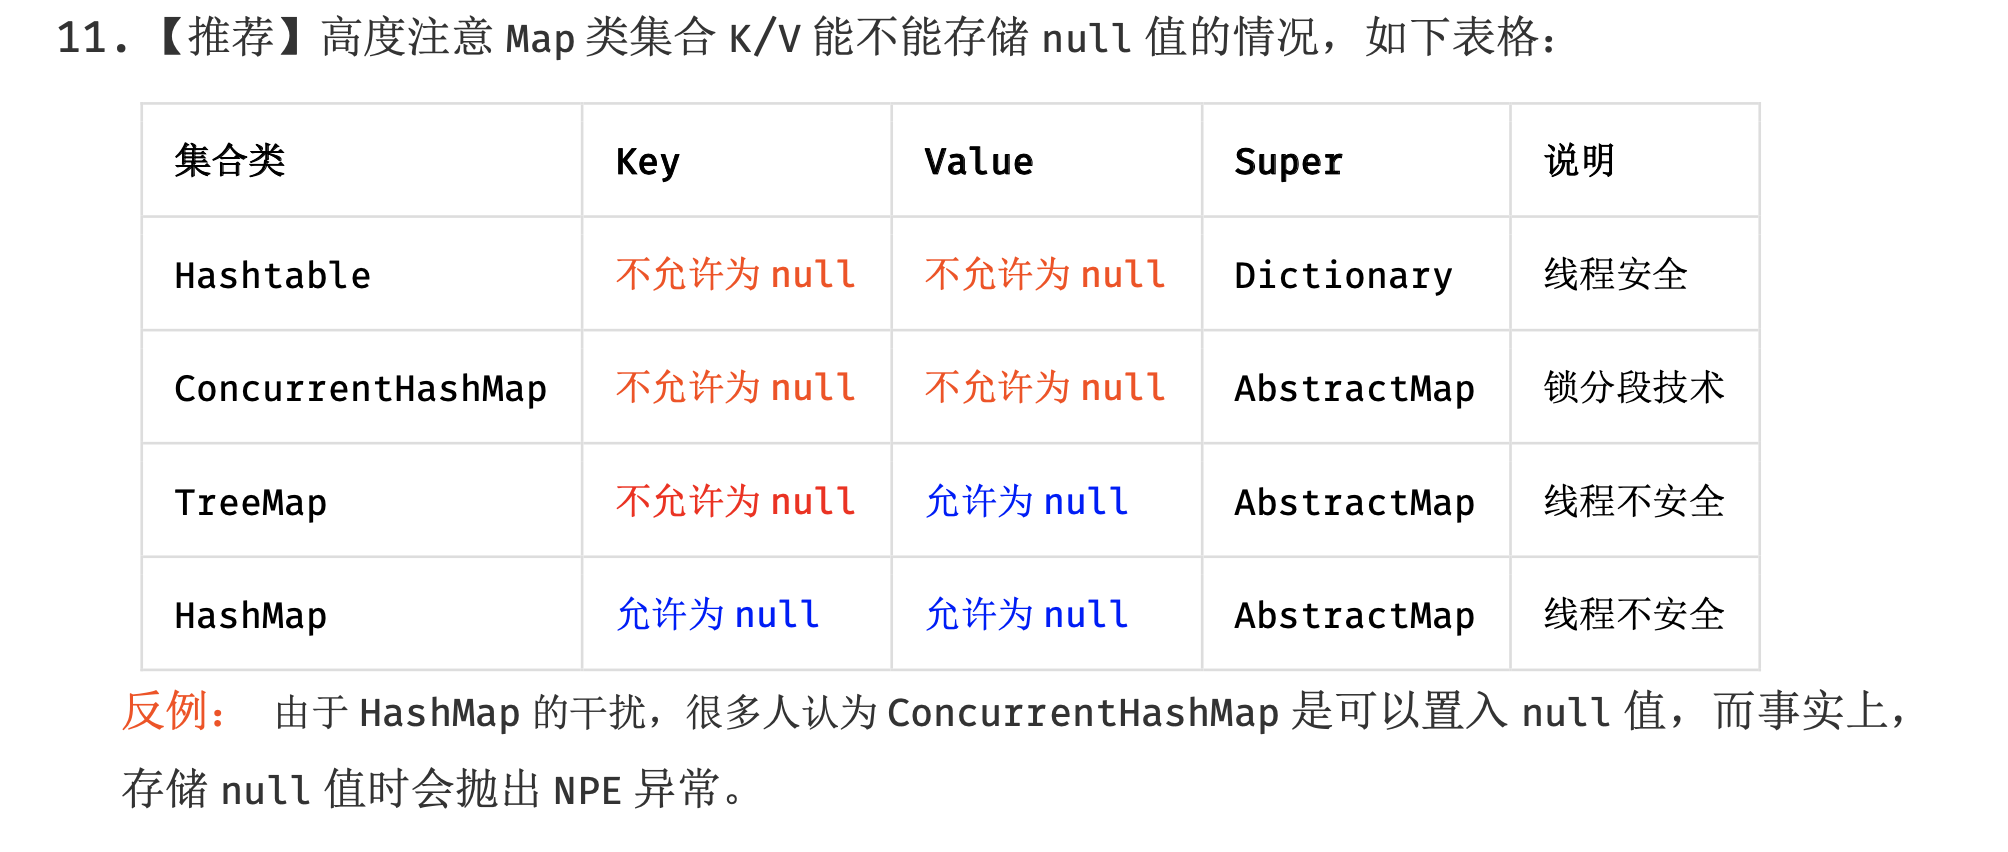 11.【推荐】高度注意 Map 类集合 K/V 能不能存储 null 值的情况，如下表格：
集合类 Key Value Super 说明
Hashtable 不允许为 null 不允许为 null Dictionary 线程安全
ConcurrentHashMap 不允许为 null 不允许为 null AbstractMap 锁分段技术
TreeMap 不允许为 null 允许为 null AbstractMap 线程不安全
HashMap 允许为 null 允许为 null AbstractMap 线程不安全
反例： 由于 HashMap 的干扰，很多人认为 ConcurrentHashMap 是可以置入 null 值，而事实上，
存储 null 值时会抛出 NPE 异常。